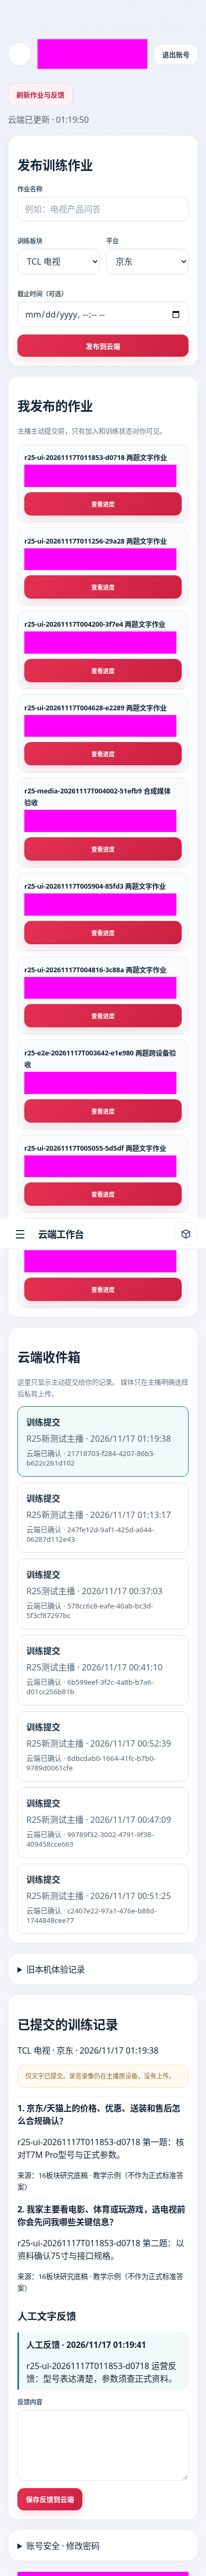 退出账号
刷新作业与反馈
云端已更新 · 01:19:50
发布训练作业
作业名称
例如：电视产品问答
训练板块
平台
TCL 电视
京东
截止时间（可选）
mm/dd/yyyy, --:-- --
发布到云端
我发布的作业
主播主动提交前，只有加入和训练状态对你可见。
r25-ui-20261117T011853-d0718 两题文字作业
查看进度
r25-ui-20261117T011256-29a28 两题文字作业
查看进度
r25-ui-20261117T004200-3f7e4 两题文字作业
查看进度
r25-ui-20261117T004628-e2289 两题文字作业
查看进度
r25-media-20261117T004002-51efb9 合成媒体
验收
查看进度
r25-ui-20261117T005904-85fd3 两题文字作业
查看进度
r25-ui-20261117T004816-3c88a 两题文字作业
查看进度
r25-e2e-20261117T003642-e1e980 两题跨设备验
收
查看进度
r25-ui-20261117T005055-5d5df 两题文字作业
查看进度
云端工作台
查看进度
云端收件箱
这里只显示主动提交给你的记录。 媒体只在主播明确选择
后私有上传。
训练提交
R25新测试主播 · 2026/11/17 01:19:38
云端已确认 · 21718703-f284-4207-86b3-
b622c261d102
训练提交
R25新测试主播 · 2026/11/17 01:13:17
云端已确认 · 247fe12d-9af1-425d-a644-
06287d112e43
训练提交
R25测试主播 · 2026/11/17 00:37:03
云端已确认 · 578cc6c8-eafe-40ab-bc3d-
5f3cf87297bc
训练提交
R25测试主播 · 2026/11/17 00:41:10
云端已确认 · 6b599eef-3f2c-4a8b-b7a6-
d01cc256b81b
训练提交
R25新测试主播 · 2026/11/17 00:52:39
云端已确认 · 8dbcdab0-1664-41fc-b7b0-
9789d0061cfe
训练提交
R25新测试主播 · 2026/11/17 00:47:09
云端已确认 · 99789f32-3002-4791-9f38-
409458cce663
训练提交
R25新测试主播 · 2026/11/17 00:51:25
云端已确认 · c2407e22-97a1-476e-b88d-
1744848cee77
旧本机体验记录
已提交的训练记录
TCL 电视 · 京东 · 2026/11/17 01:19:38
仅文字已提交。录音录像仍在主播原设备，没有上传。
1. 京东/天猫上的价格、优惠、送装和售后怎
么合规确认？
r25-ui-20261117T011853-d0718 第一题：核
对T7M Pro型号与正式参数。
来源：16板块研究底稿 · 教学示例（不作为正式标准答
案）
2. 我家主要看电影、体育或玩游戏，选电视前
你会先问我哪些关键信息？
r25-ui-20261117T011853-d0718 第二题：以
资料确认75寸与接口规格。
来源：16板块研究底稿 · 教学示例（不作为正式标准答
案）
人工文字反馈
人工反馈 · 2026/11/17 01:19:41
r25-ui-20261117T011853-d0718 运营反
馈：型号表达清楚，参数须查正式资料。
反馈内容
保存反馈到云端
账号安全 · 修改密码